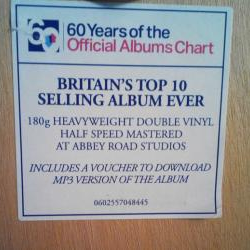 60 60 Years of the
Official Albums Chart
BRITAIN'S TOP 10
SELLING ALBUM EVER
180g HEAVYWEIGHT DOUBLE VINYL
HALF SPEED MASTERED
AT ABBEY ROAD STUDIOS
INCLUDES A VOUCHER TO DOWNLOAD
MP3 VERSION OF THE ALBUM
0602557048445